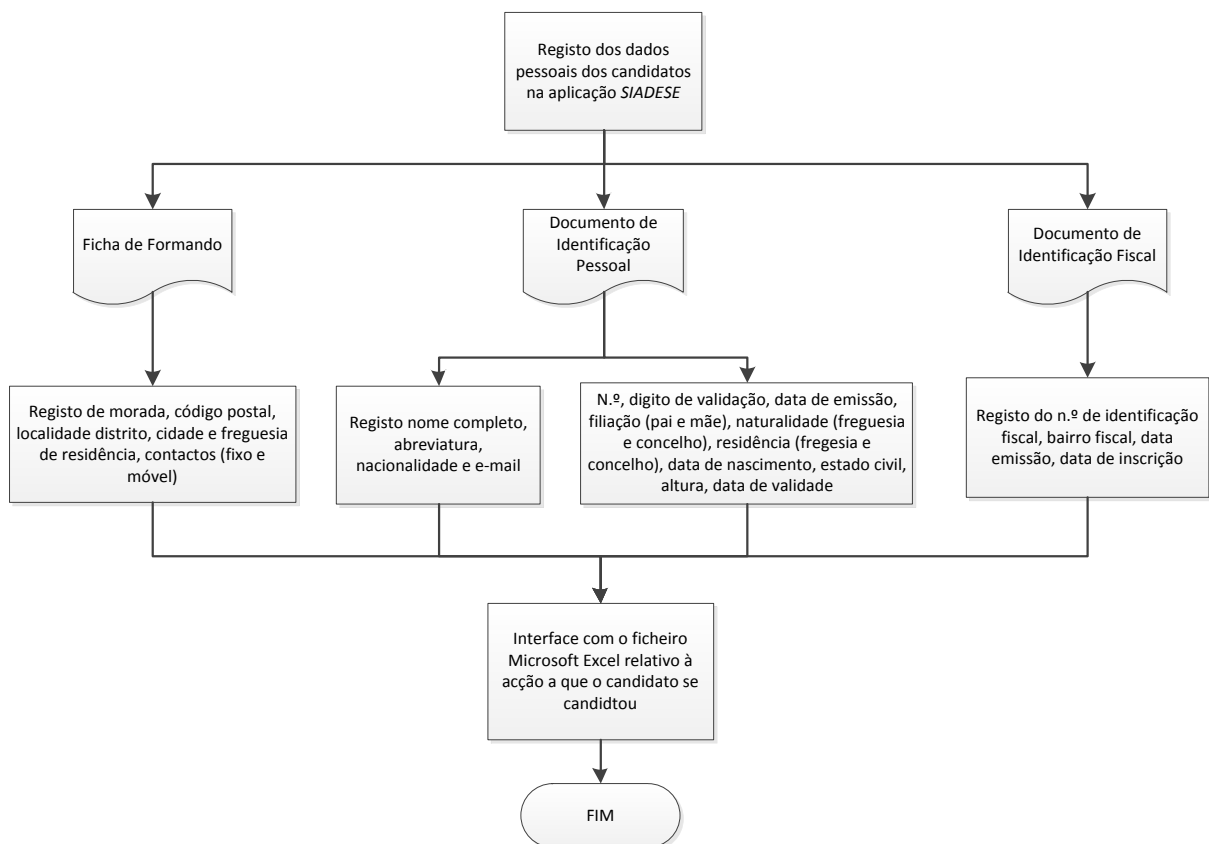 Registo dos dados
pessoais dos candidatos
na aplicação SIADESE
Ficha de Formando
Documento de
Identificação
Pessoal
Documento de
Identificação Fiscal
Registo de morada, código postal,
localidade distrito, cidade e freguesia
de residência, contactos (fixo e
móvel)
Registo nome completo,
abreviatura,
nacionalidade e e-mail
N.º, digito de validação, data de emissão,
filiação (pai e mãe), naturalidade (freguesia
e concelho), residência (fregesia e
concelho), data de nascimento, estado civil,
altura, data de validade
Registo do n.º de identificação
fiscal, bairro fiscal, data
emissão, data de inscrição
Interface com o ficheiro
Microsoft Excel relativo à
acção a que o candidato se
candidtou
FIM